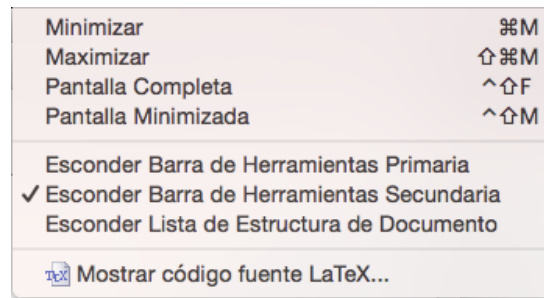 Minimizar ⌘M
Maximizar ⇧⌘M
Pantalla Completa ^⇧F
Pantalla Minimizada ^⇧M
Esconder Barra de Herramientas Primaria
✓ Esconder Barra de Herramientas Secundaria
Esconder Lista de Estructura de Documento
TeX Mostrar código fuente LaTeX...